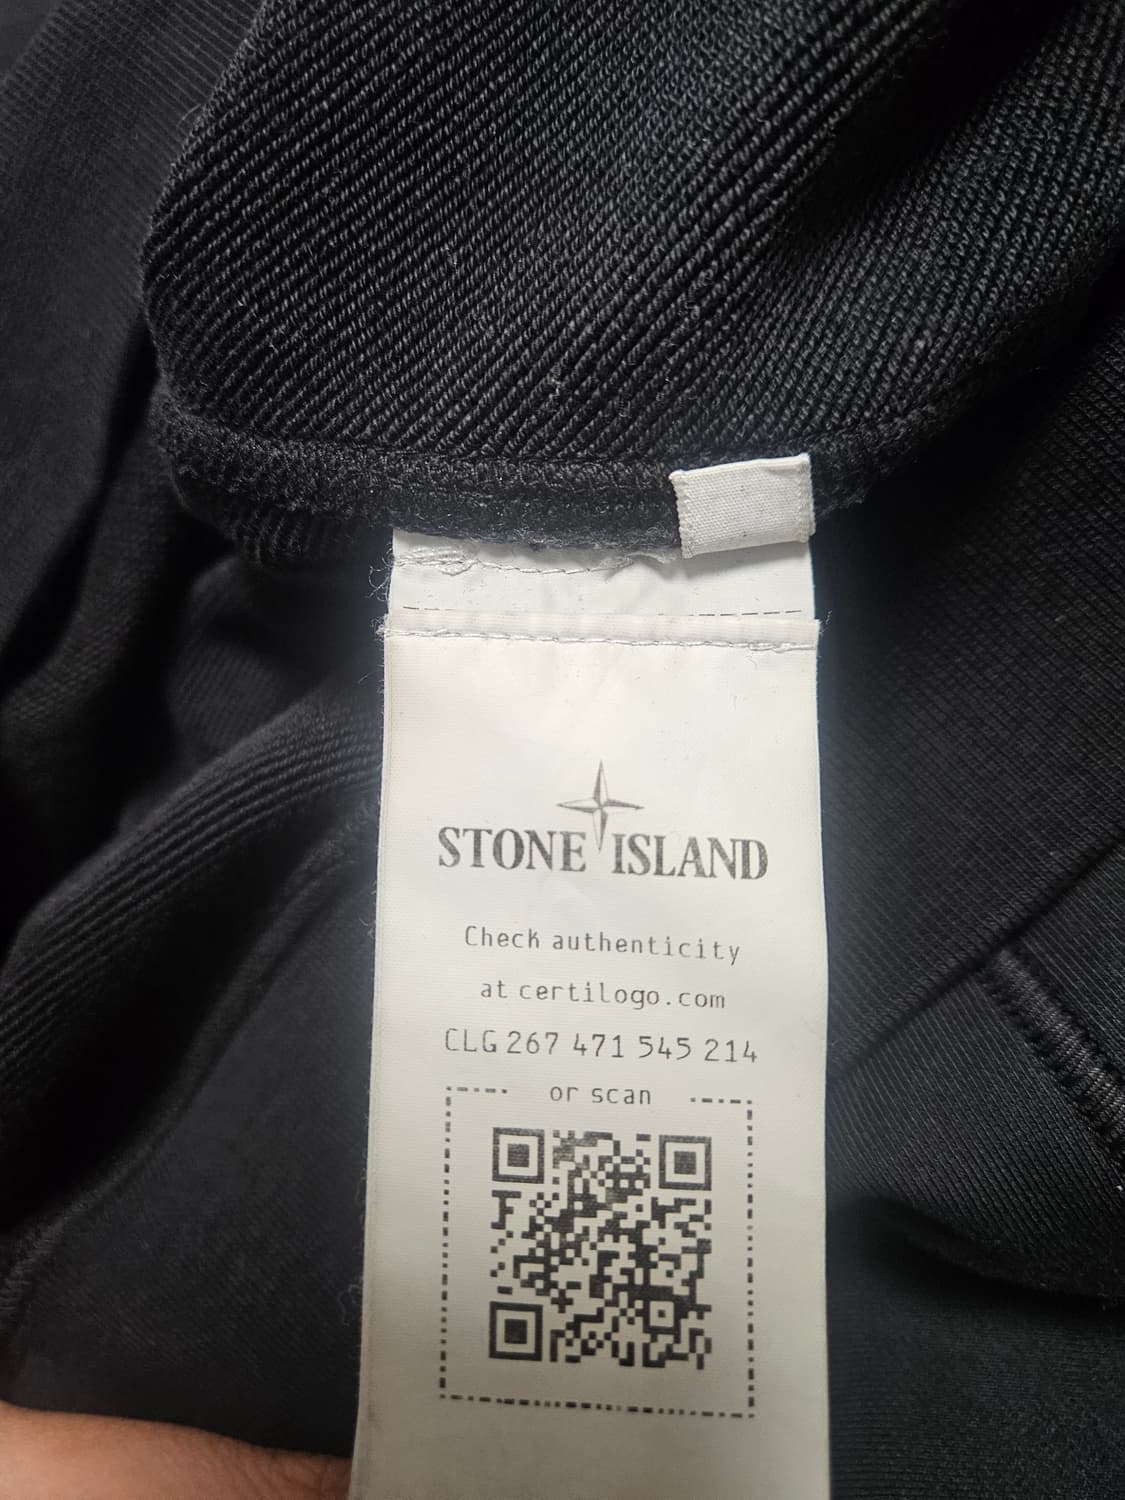 STONE ISLAND
Check authenticity
at certilogo.com
CLG 267 471 545 214
or scan